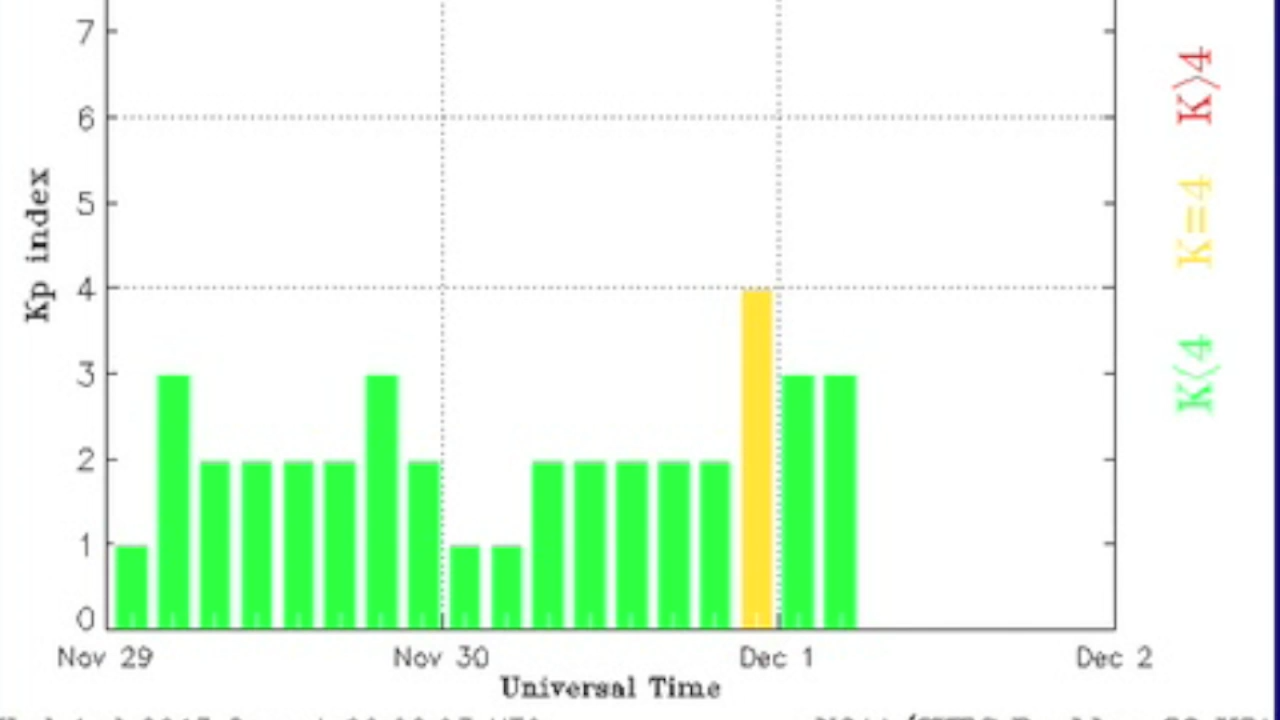 7
6
5
4
3
2
1
0
Kp index
Nov 29
Nov 30
Dec 1
Dec 2
Universal Time
K>4
K=4
K<4